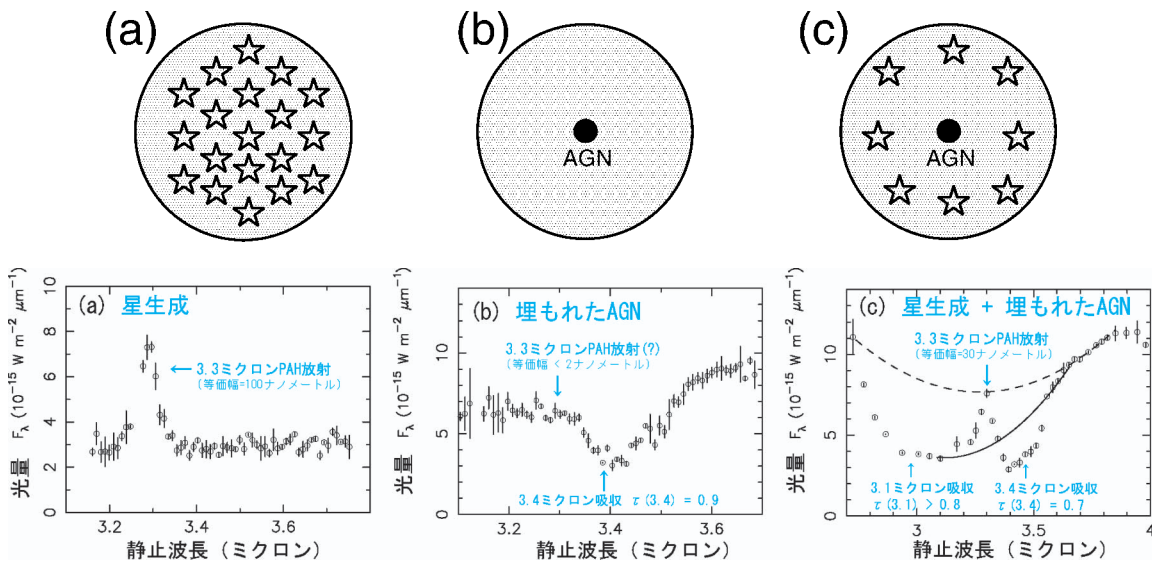 (a)
(b)
(c)
AGN
AGN
(a) 星生成
3.3ミクロンPAH放射
(等価幅=100ナノメートル)
光量 Fλ (10⁻¹⁵ W m⁻² μm⁻¹)
10
8
6
4
2
0
3.2
3.4
3.6
静止波長 (ミクロン)
(b) 埋もれたAGN
3.3ミクロンPAH放射(?)
(等価幅 < 2ナノメートル)
3.4ミクロン吸収 τ(3.4) = 0.9
光量 Fλ (10⁻¹⁵ W m⁻² μm⁻¹)
10
5
0
3.2
3.4
3.6
静止波長 (ミクロン)
(c) 星生成 + 埋もれたAGN
3.3ミクロンPAH放射
(等価幅=30ナノメートル)
3.1ミクロン吸収
τ(3.1) > 0.8
3.4ミクロン吸収
τ(3.4) = 0.7
光量 Fλ (10⁻¹⁵ W m⁻² μm⁻¹)
10
5
0
3
3.5
4
静止波長 (ミクロン)